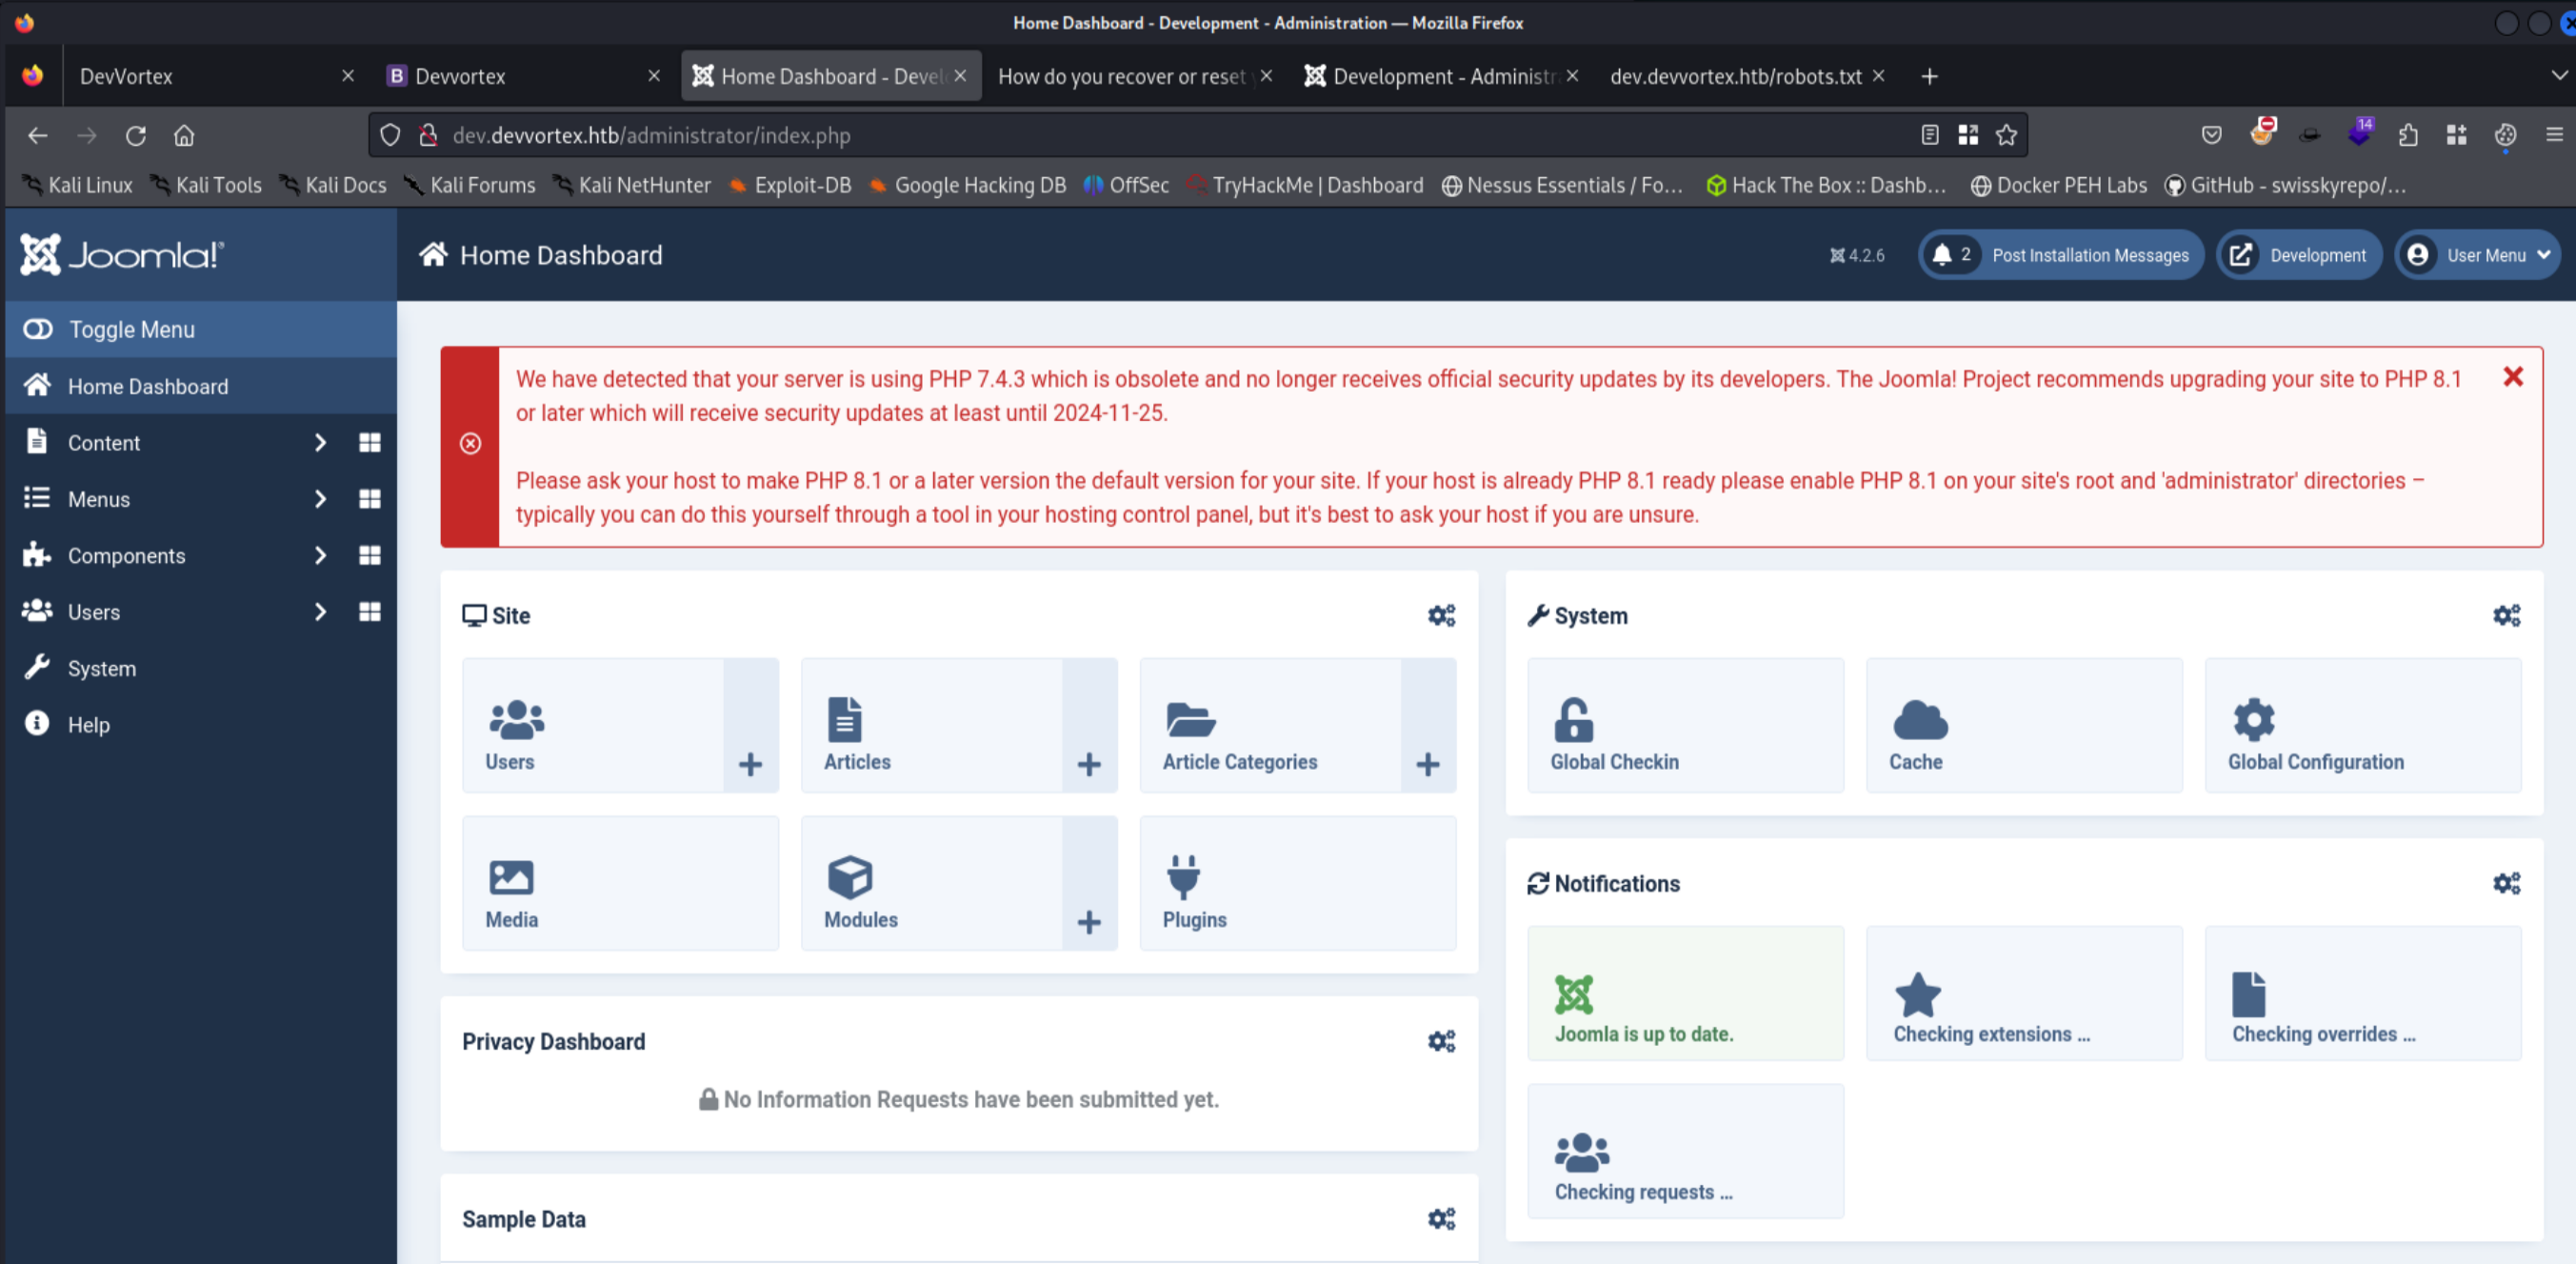 Home Dashboard - Development - Administration — Mozilla Firefox
DevVortex
B Devvortex
Home Dashboard - Devel
How do you recover or reset
Development - Administr
dev.devvortex.htb/robots.txt
dev.devvortex.htb/administrator/index.php
14
Kali Linux
Kali Tools
Kali Docs
Kali Forums
Kali NetHunter
Exploit-DB
Google Hacking DB
OffSec
TryHackMe | Dashboard
Nessus Essentials / Fo...
Hack The Box :: Dashb...
Docker PEH Labs
GitHub - swisskyrepo/...
Joomla!®
Home Dashboard
4.2.6
2 Post Installation Messages
Development
User Menu
Toggle Menu
Home Dashboard
Content
Menus
Components
Users
System
Help
We have detected that your server is using PHP 7.4.3 which is obsolete and no longer receives official security updates by its developers. The Joomla! Project recommends upgrading your site to PHP 8.1
or later which will receive security updates at least until 2024-11-25.
Please ask your host to make PHP 8.1 or a later version the default version for your site. If your host is already PHP 8.1 ready please enable PHP 8.1 on your site's root and 'administrator' directories –
typically you can do this yourself through a tool in your hosting control panel, but it's best to ask your host if you are unsure.
Site
Users
Articles
Article Categories
Media
Modules
Plugins
Privacy Dashboard
No Information Requests have been submitted yet.
Sample Data
System
Global Checkin
Cache
Global Configuration
Notifications
Joomla is up to date.
Checking extensions ...
Checking overrides ...
Checking requests ...